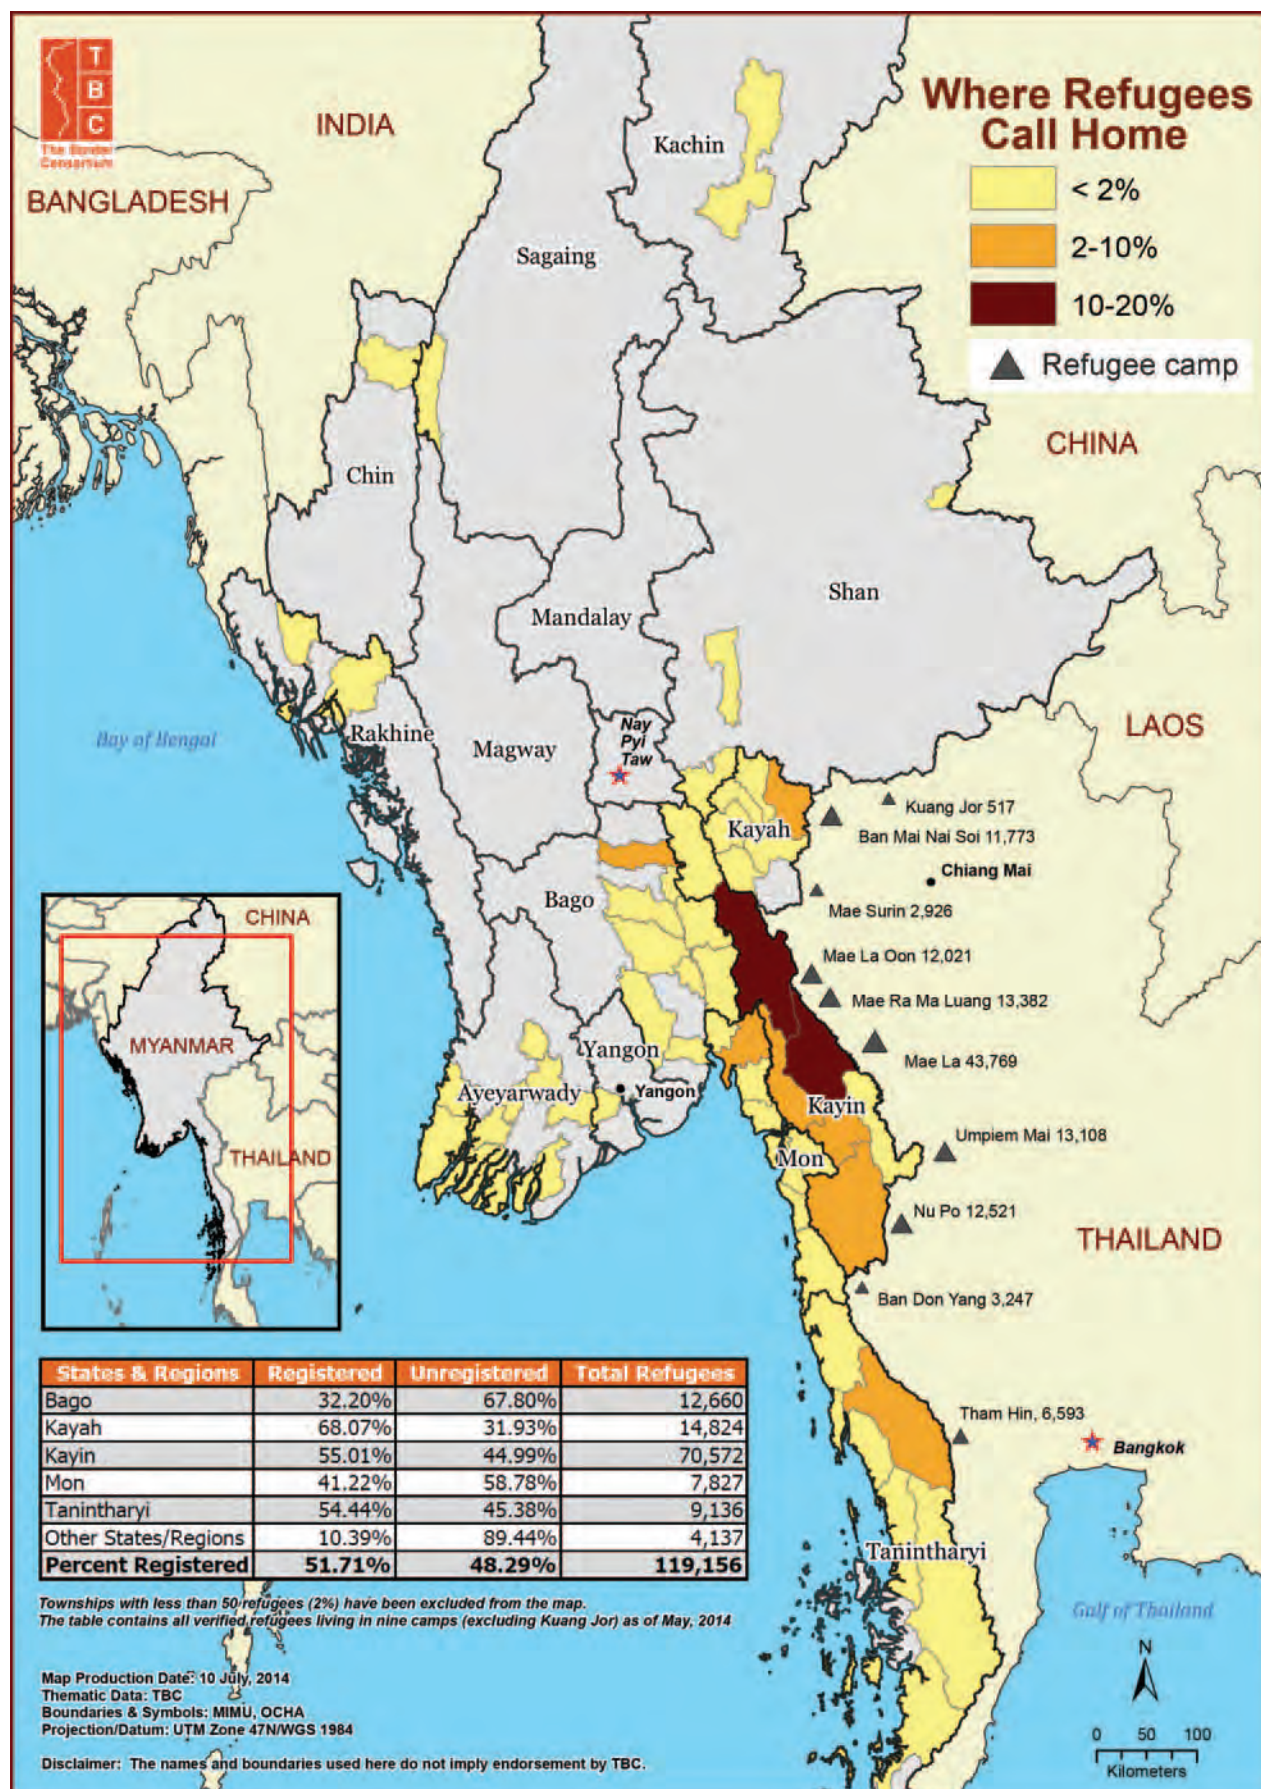 T
B
C
The Border
Consortium
Where Refugees
Call Home
< 2%
2-10%
10-20%
Refugee camp
INDIA
BANGLADESH
CHINA
LAOS
THAILAND
Kachin
Sagaing
Chin
Shan
Mandalay
Nay
Pyi
Taw
Rakhine
Magway
Bay of Bengal
Kayah
Bago
Yangon
Yangon
Ayeyarwady
Kayin
Mon
Tanintharyi
Kuang Jor 517
Ban Mai Nai Soi 11,773
Chiang Mai
Mae Surin 2,926
Mae La Oon 12,021
Mae Ra Ma Luang 13,382
Mae La 43,769
Umpiem Mai 13,108
Nu Po 12,521
Ban Don Yang 3,247
Tham Hin, 6,593
Bangkok
Gulf of Thailand
CHINA
MYANMAR
THAILAND
States & Regions Registered Unregistered Total Refugees
Bago 32.20% 67.80% 12,660
Kayah 68.07% 31.93% 14,824
Kayin 55.01% 44.99% 70,572
Mon 41.22% 58.78% 7,827
Tanintharyi 54.44% 45.38% 9,136
Other States/Regions 10.39% 89.44% 4,137
Percent Registered 51.71% 48.29% 119,156
Townships with less than 50 refugees (2%) have been excluded from the map.
The table contains all verified refugees living in nine camps (excluding Kuang Jor) as of May, 2014
Map Production Date: 10 July, 2014
Thematic Data: TBC
Boundaries & Symbols: MIMU, OCHA
Projection/Datum: UTM Zone 47N/WGS 1984
Disclaimer: The names and boundaries used here do not imply endorsement by TBC.
N
0 50 100
Kilometers